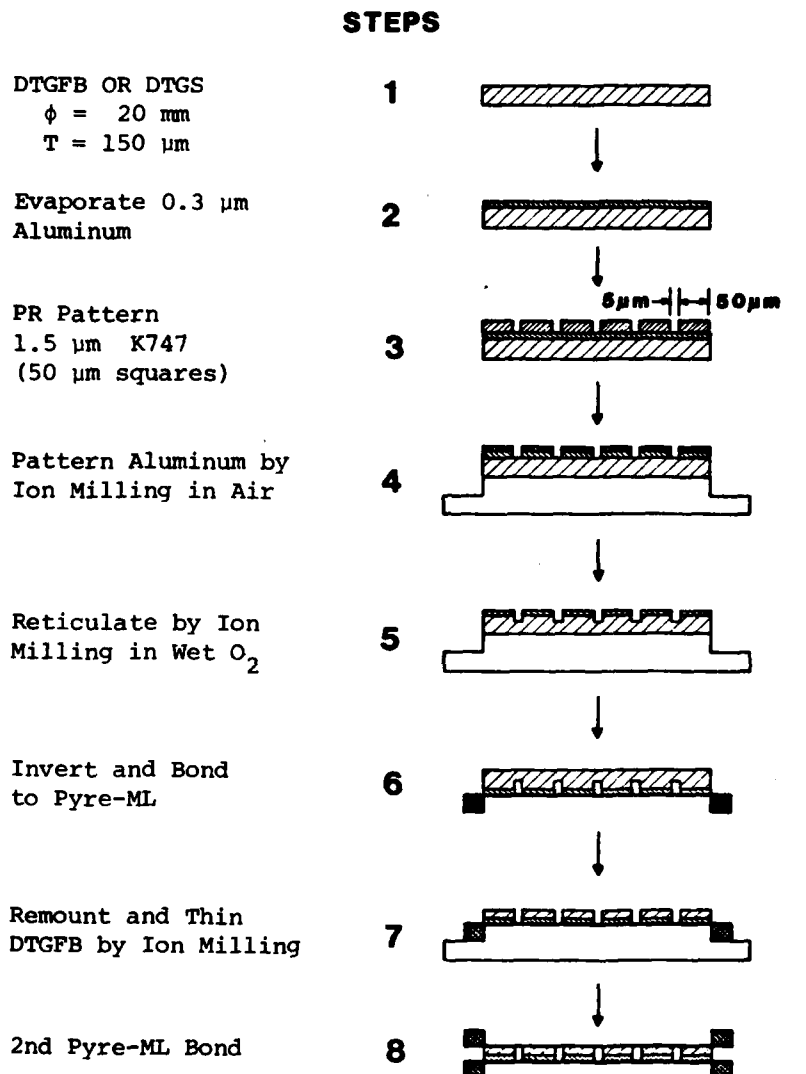 STEPS
DTGFB OR DTGS
φ = 20 mm
T = 150 µm
1
Evaporate 0.3 µm
Aluminum
2
5µm
50µm
PR Pattern
1.5 µm K747
(50 µm squares)
3
Pattern Aluminum by
Ion Milling in Air
4
Reticulate by Ion
Milling in Wet O₂
5
Invert and Bond
to Pyre-ML
6
Remount and Thin
DTGFB by Ion Milling
7
2nd Pyre-ML Bond
8